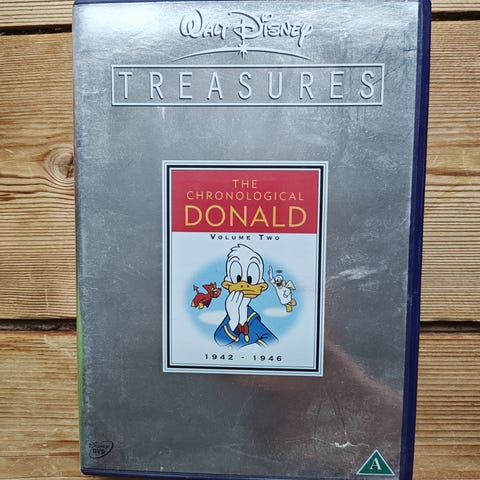 Walt Disney
TREASURES
THE
CHRONOLOGICAL
DONALD
VOLUME TWO
1942 - 1946
DISNEY
DVD
A